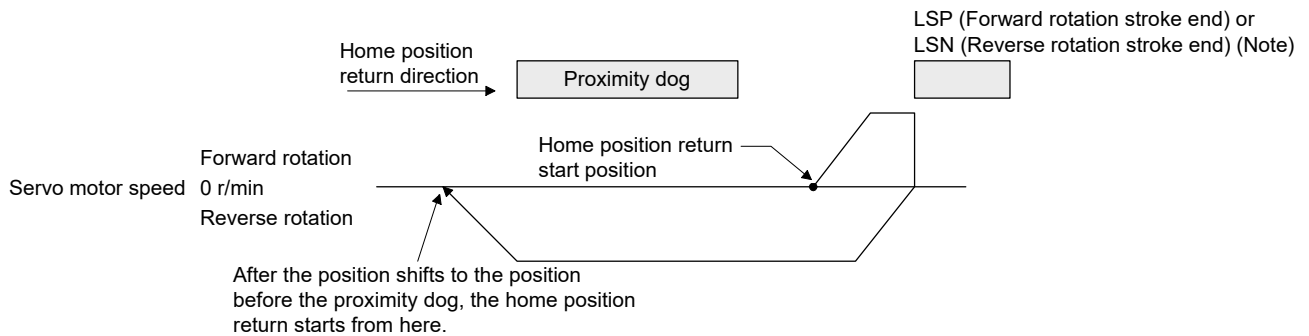 LSP (Forward rotation stroke end) or
LSN (Reverse rotation stroke end) (Note)
Home position
return direction
Proximity dog
Home position return
start position
Forward rotation
Servo motor speed 0 r/min
Reverse rotation
After the position shifts to the position
before the proximity dog, the home position
return starts from here.